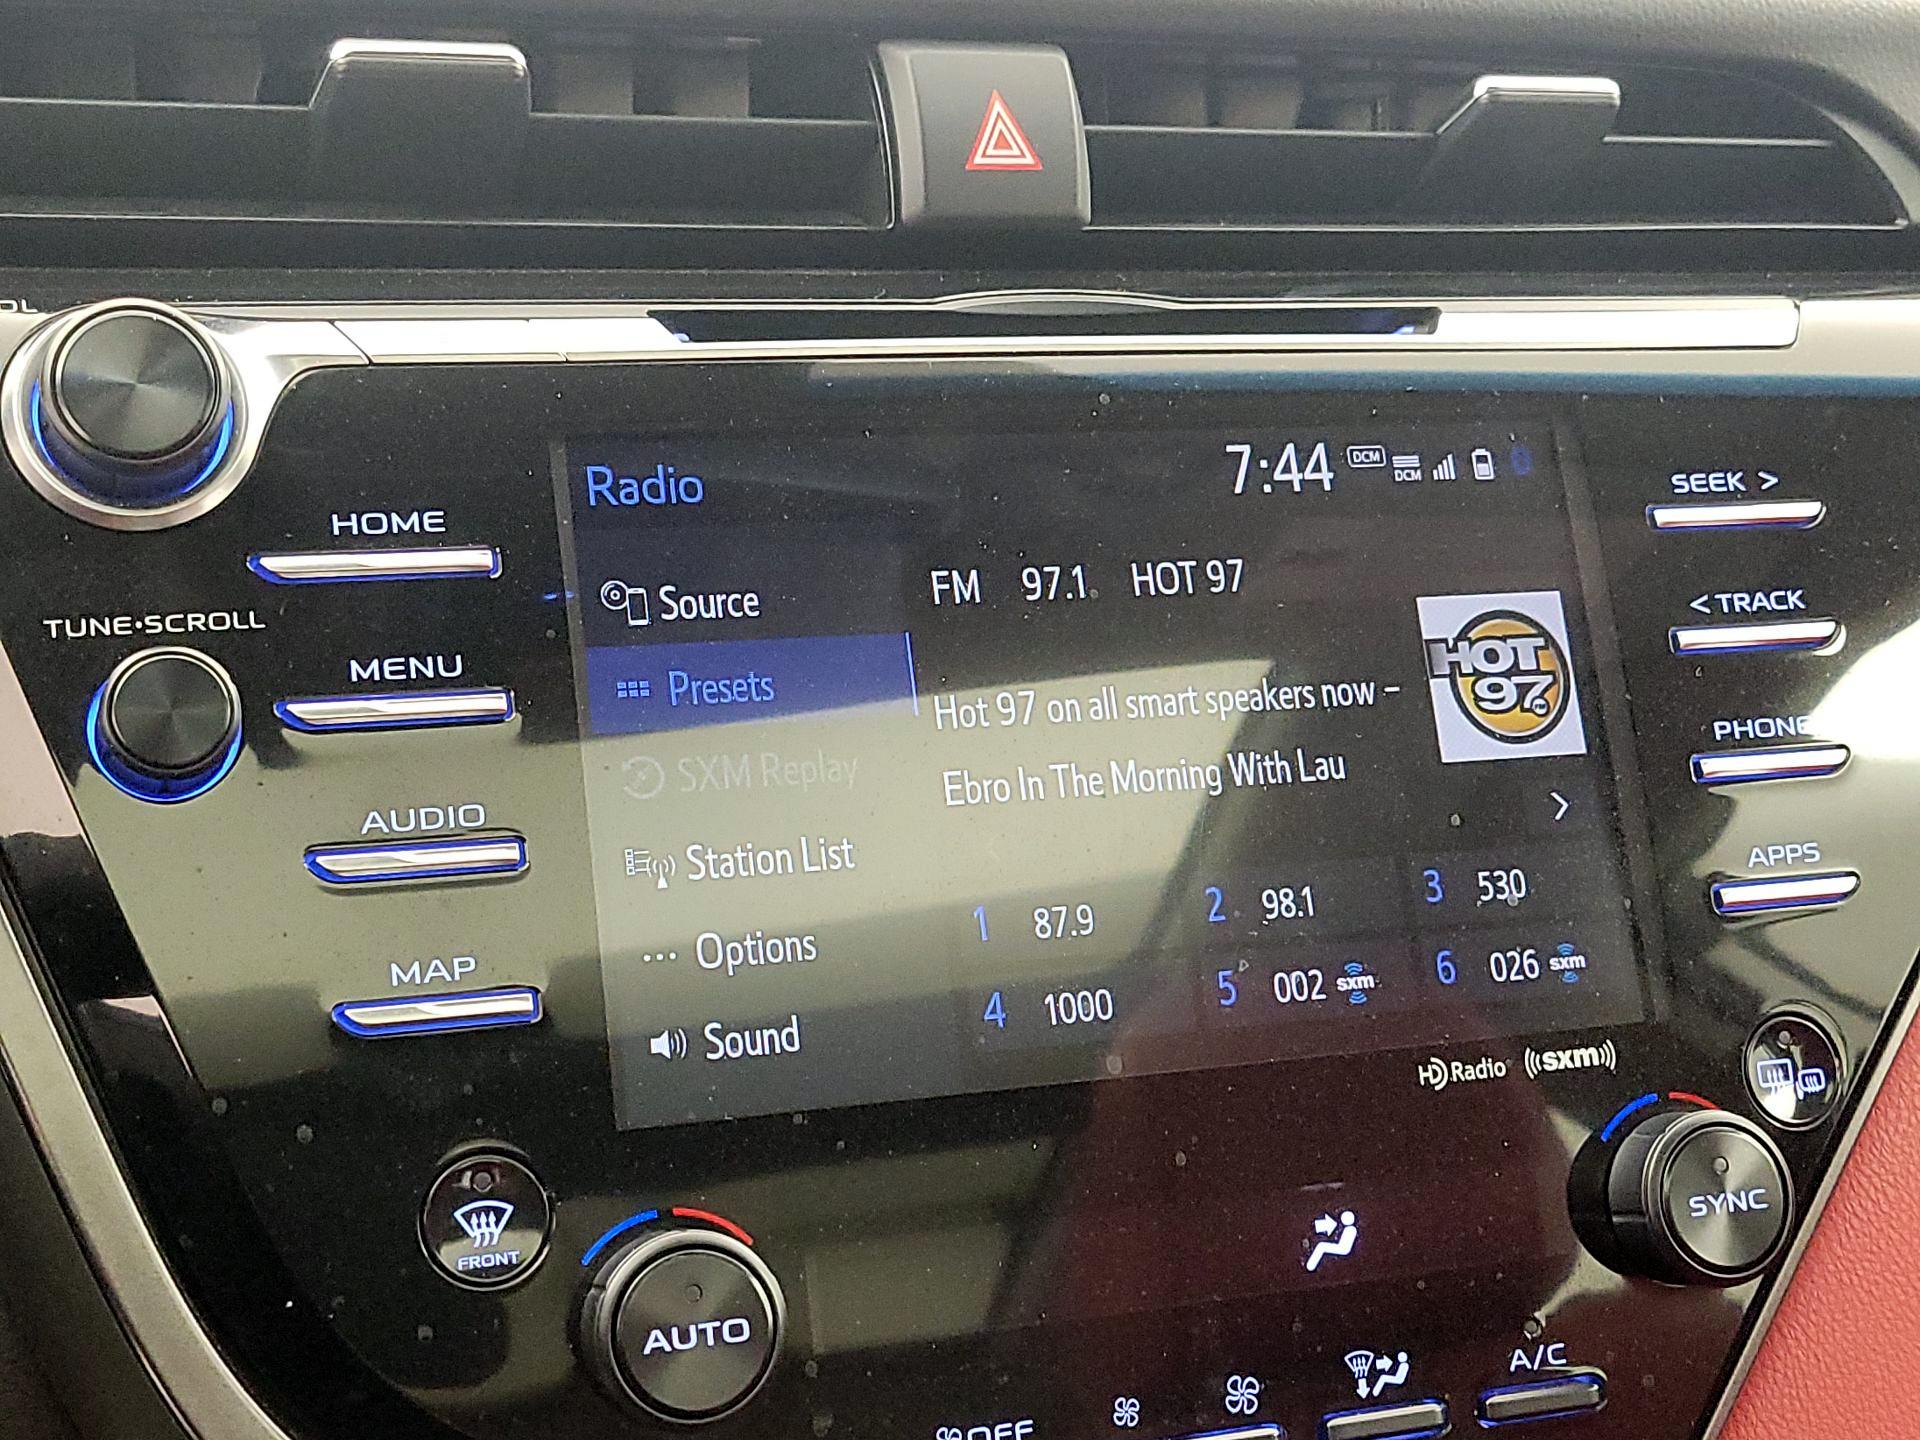 OL
HOME
TUNE•SCROLL
MENU
AUDIO
MAP
Radio
7:44
DCM
DCM
Source
Presets
SXM Replay
Station List
Options
Sound
FM 97.1 HOT 97
Hot 97 on all smart speakers now –
Ebro In The Morning With Lau
HOT
97
FM
>
1 87.9
2 98.1
3 530
4 1000
5 002 sxm
6 026 sxm
HD Radio
((sxm))
SEEK >
< TRACK
PHONE
APPS
FRONT
AUTO
SYNC
OFF
A/C